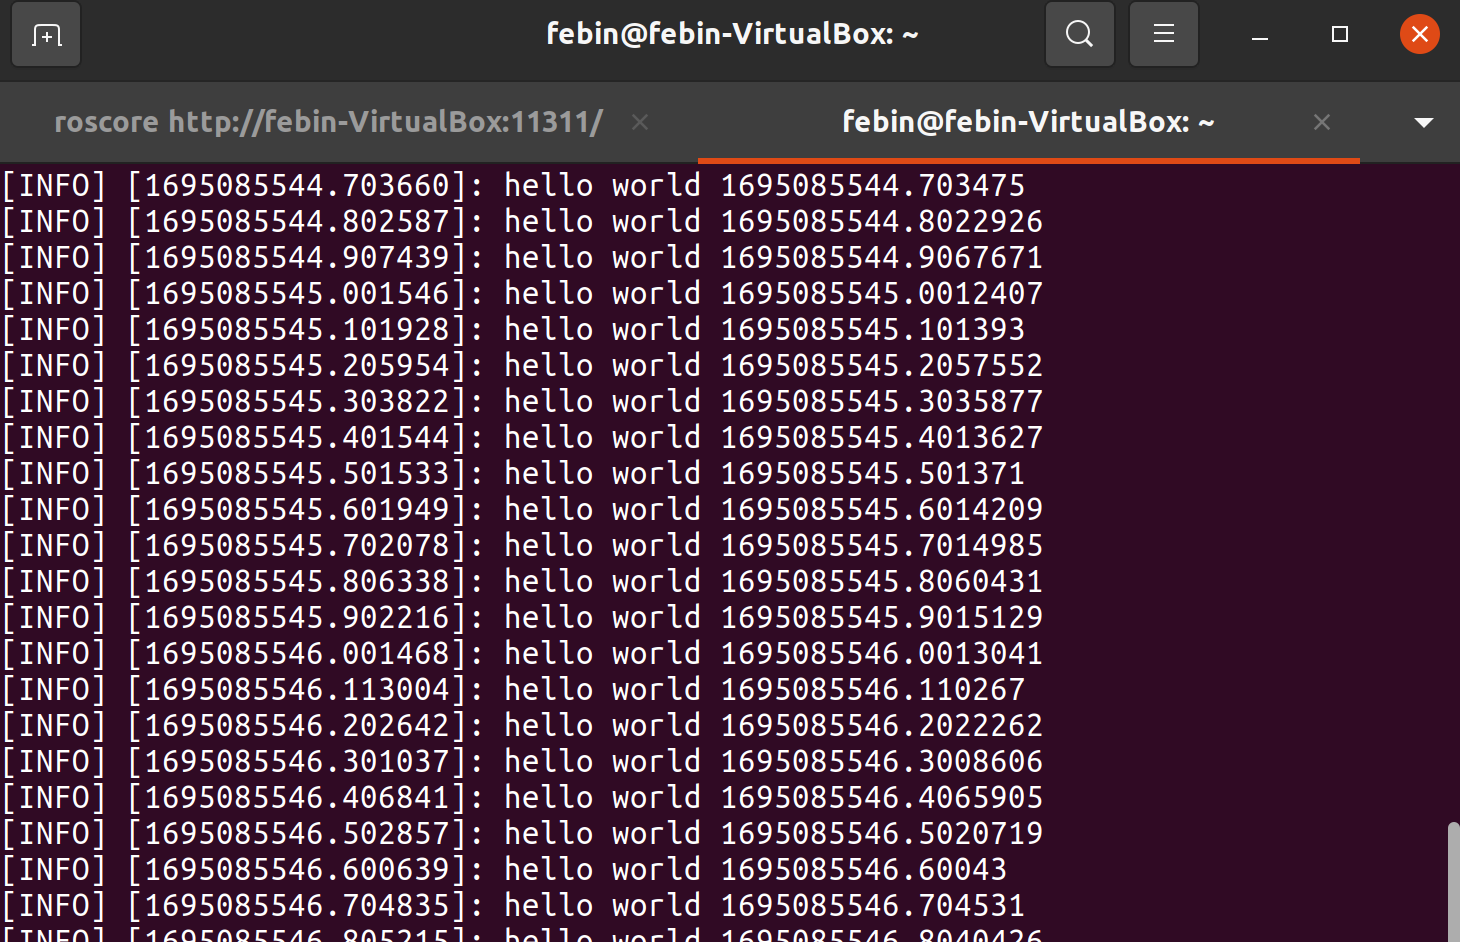 febin@febin-VirtualBox: ~
roscore http://febin-VirtualBox:11311/
febin@febin-VirtualBox: ~
[INFO] [1695085544.703660]: hello world 1695085544.703475
[INFO] [1695085544.802587]: hello world 1695085544.8022926
[INFO] [1695085544.907439]: hello world 1695085544.9067671
[INFO] [1695085545.001546]: hello world 1695085545.0012407
[INFO] [1695085545.101928]: hello world 1695085545.101393
[INFO] [1695085545.205954]: hello world 1695085545.2057552
[INFO] [1695085545.303822]: hello world 1695085545.3035877
[INFO] [1695085545.401544]: hello world 1695085545.4013627
[INFO] [1695085545.501533]: hello world 1695085545.501371
[INFO] [1695085545.601949]: hello world 1695085545.6014209
[INFO] [1695085545.702078]: hello world 1695085545.7014985
[INFO] [1695085545.806338]: hello world 1695085545.8060431
[INFO] [1695085545.902216]: hello world 1695085545.9015129
[INFO] [1695085546.001468]: hello world 1695085546.0013041
[INFO] [1695085546.113004]: hello world 1695085546.110267
[INFO] [1695085546.202642]: hello world 1695085546.2022262
[INFO] [1695085546.301037]: hello world 1695085546.3008606
[INFO] [1695085546.406841]: hello world 1695085546.4065905
[INFO] [1695085546.502857]: hello world 1695085546.5020719
[INFO] [1695085546.600639]: hello world 1695085546.60043
[INFO] [1695085546.704835]: hello world 1695085546.704531
[INFO] [1695085546.805215]: hello world 1695085546.8040426